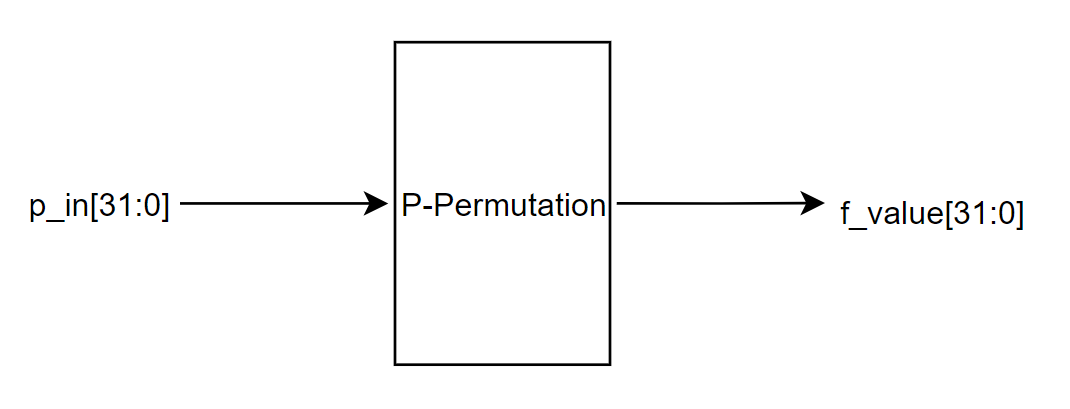 p_in[31:0]
P-Permutation
f_value[31:0]